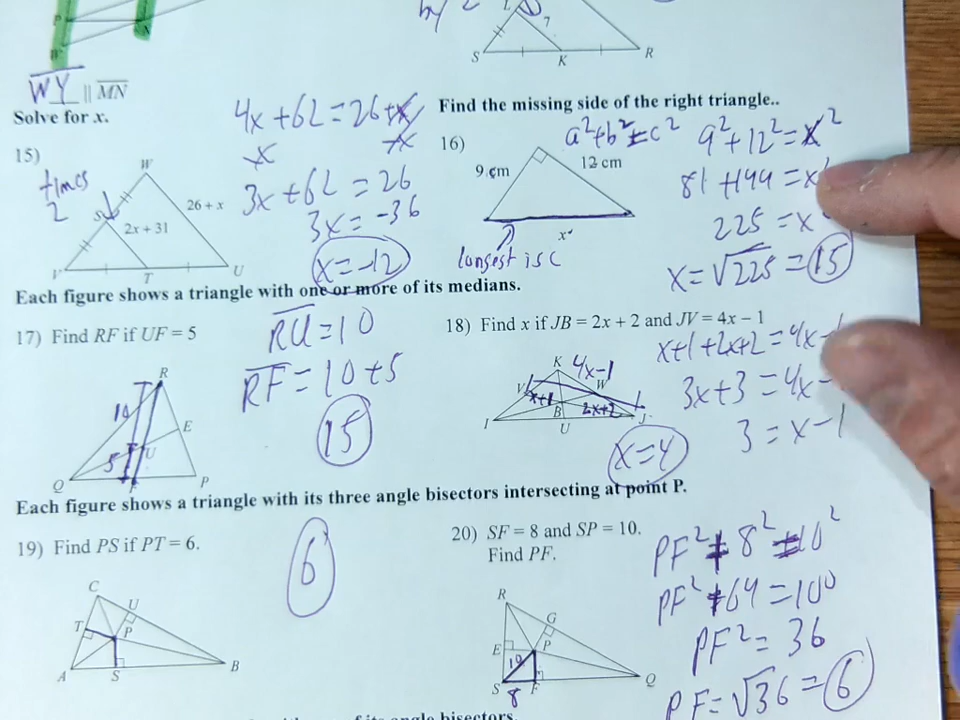 by 2
P
N
W
L
7
S K R
WY || MN
Solve for x.
4x + 62 = 26 + x
-x -x
3x + 62 = 26
3x = -36
x = -12
15)
times
2
W
S
26 + x
2x + 31
V T U
Find the missing side of the right triangle..
16)
a² + b² = c²
9 cm
12 cm
x
longest is c
9² + 12² = x²
81 + 144 = x
225 = x
x = √225 = 15
Each figure shows a triangle with one or more of its medians.
17) Find RF if UF = 5
RU = 10
RF = 10 + 5
15
R
10
E
U
5
Q F P
18) Find x if JB = 2x + 2 and JV = 4x − 1
x+1 + 2x+2 = 4x-
3x + 3 = 4x -
3 = x - 1
x = 4
K 4x-1
V W
x+1 B 2x+2
I U J
Each figure shows a triangle with its three angle bisectors intersecting at point P.
19) Find PS if PT = 6.
6
C
U
T P
A S B
20) SF = 8 and SP = 10.
Find PF.
PF² + 8² = 10²
PF² + 64 = 100
PF² = 36
PF = √36 = 6
R
G
E P
10
S F Q
8
of its angle bisectors.